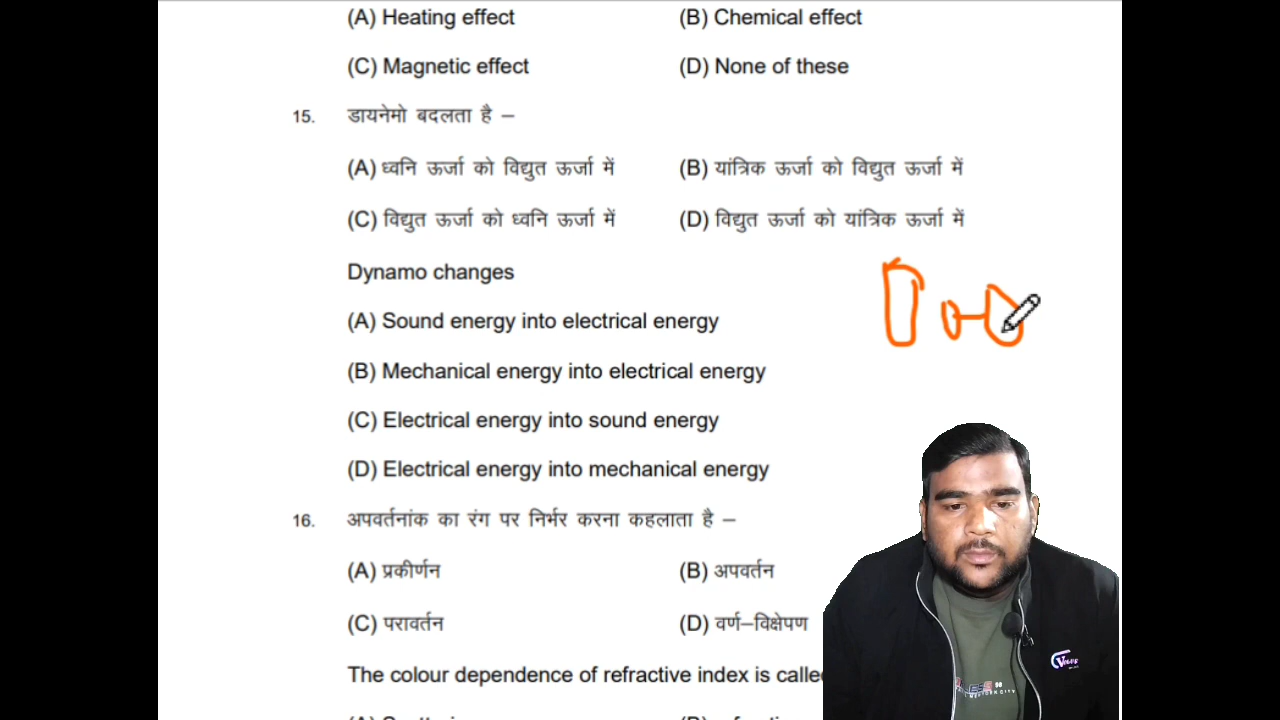 (A) Heating effect (B) Chemical effect
(C) Magnetic effect (D) None of these
15. डायनेमो बदलता है –
(A) ध्वनि ऊर्जा को विद्युत ऊर्जा में (B) यांत्रिक ऊर्जा को विद्युत ऊर्जा में
(C) विद्युत ऊर्जा को ध्वनि ऊर्जा में (D) विद्युत ऊर्जा को यांत्रिक ऊर्जा में
Dynamo changes
(A) Sound energy into electrical energy
(B) Mechanical energy into electrical energy
(C) Electrical energy into sound energy
(D) Electrical energy into mechanical energy
16. अपवर्तनांक का रंग पर निर्भर करना कहलाता है –
(A) प्रकीर्णन (B) अपवर्तन
(C) परावर्तन (D) वर्ण–विक्षेपण
The colour dependence of refractive index is called